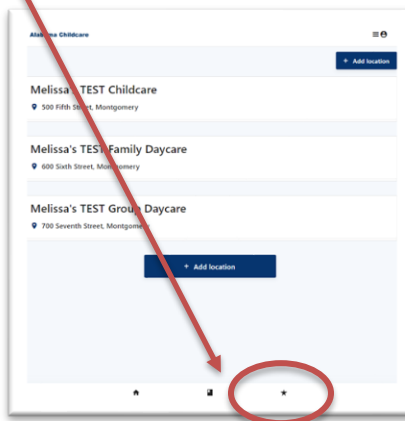 Alabama Childcare
+ Add location
Melissa's TEST Childcare
500 Fifth Street, Montgomery
Melissa's TEST Family Daycare
600 Sixth Street, Montgomery
Melissa's TEST Group Daycare
700 Seventh Street, Montgomery
+ Add location